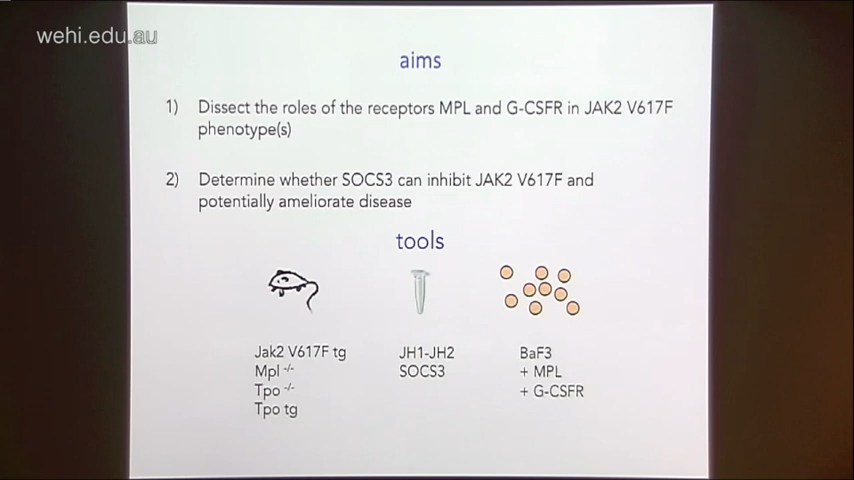 wehi.edu.au
aims
1) Dissect the roles of the receptors MPL and G-CSFR in JAK2 V617F
phenotype(s)
2) Determine whether SOCS3 can inhibit JAK2 V617F and
potentially ameliorate disease
tools
Jak2 V617F tg
Mpl -/-
Tpo -/-
Tpo tg
JH1-JH2
SOCS3
BaF3
+ MPL
+ G-CSFR